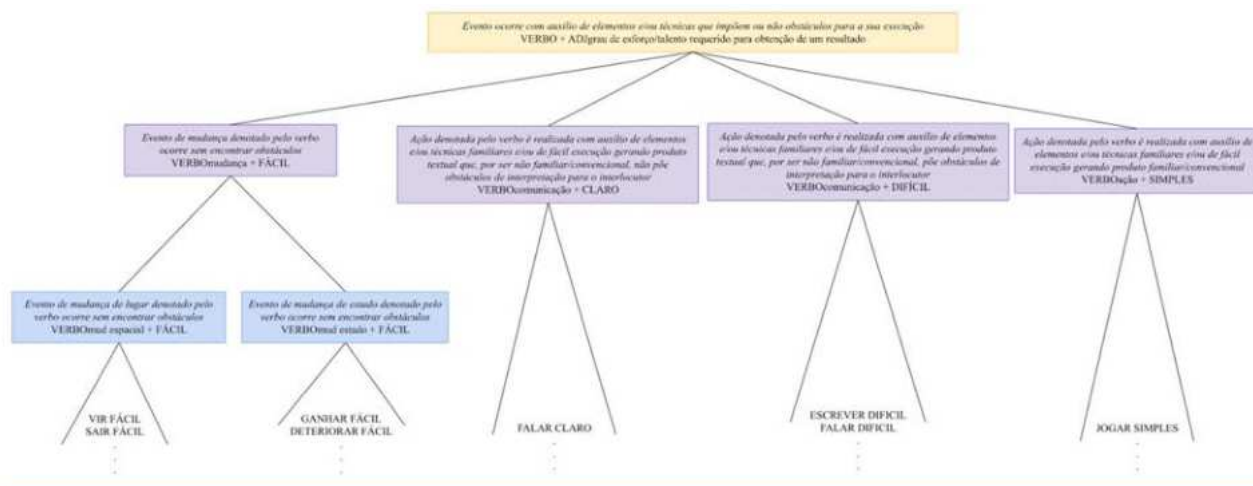 Evento ocorre com auxílio de elementos e/ou técnicas que impõem ou não obstáculos para a sua execução
VERBO + ADJgrau de esforço/talento requerido para obtenção de um resultado
Evento de mudança denotado pelo verbo
ocorre sem encontrar obstáculos
VERBOmudança + FÁCIL
Ação denotada pelo verbo é realizada com auxílio de elementos
e/ou técnicas familiares e/ou de fácil execução gerando produto
textual que, por ser não familiar/convencional, não põe
obstáculos de interpretação para o interlocutor
VERBOcomunicação + CLARO
Ação denotada pelo verbo é realizada com auxílio de elementos
e/ou técnicas familiares e/ou de fácil execução gerando produto
textual que, por ser não familiar/convencional, põe obstáculos de
interpretação para o interlocutor
VERBOcomunicação + DIFÍCIL
Ação denotada pelo verbo é realizada com auxílio de
elementos e/ou técnicas familiares e/ou de fácil
execução gerando produto familiar/convencional
VERBOação + SIMPLES
Evento de mudança de lugar denotado pelo
verbo ocorre sem encontrar obstáculos
VERBOmud espacial + FÁCIL
Evento de mudança de estado denotado pelo
verbo ocorre sem encontrar obstáculos
VERBOmud estado + FÁCIL
VIR FÁCIL
SAIR FÁCIL
GANHAR FÁCIL
DETERIORAR FÁCIL
FALAR CLARO
ESCREVER DIFICIL
FALAR DIFICIL
JOGAR SIMPLES